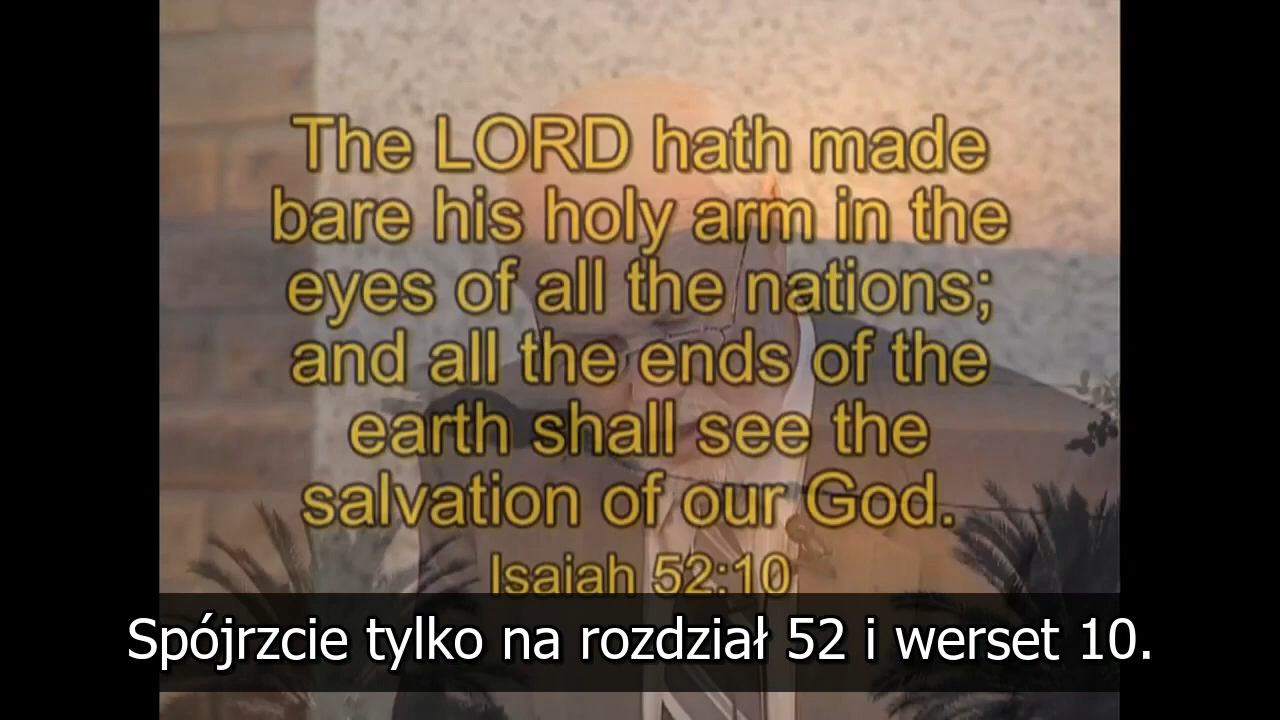 The LORD hath made
bare his holy arm in the
eyes of all the nations;
and all the ends of the
earth shall see the
salvation of our God.
Isaiah 52:10
Spójrzcie tylko na rozdział 52 i werset 10.